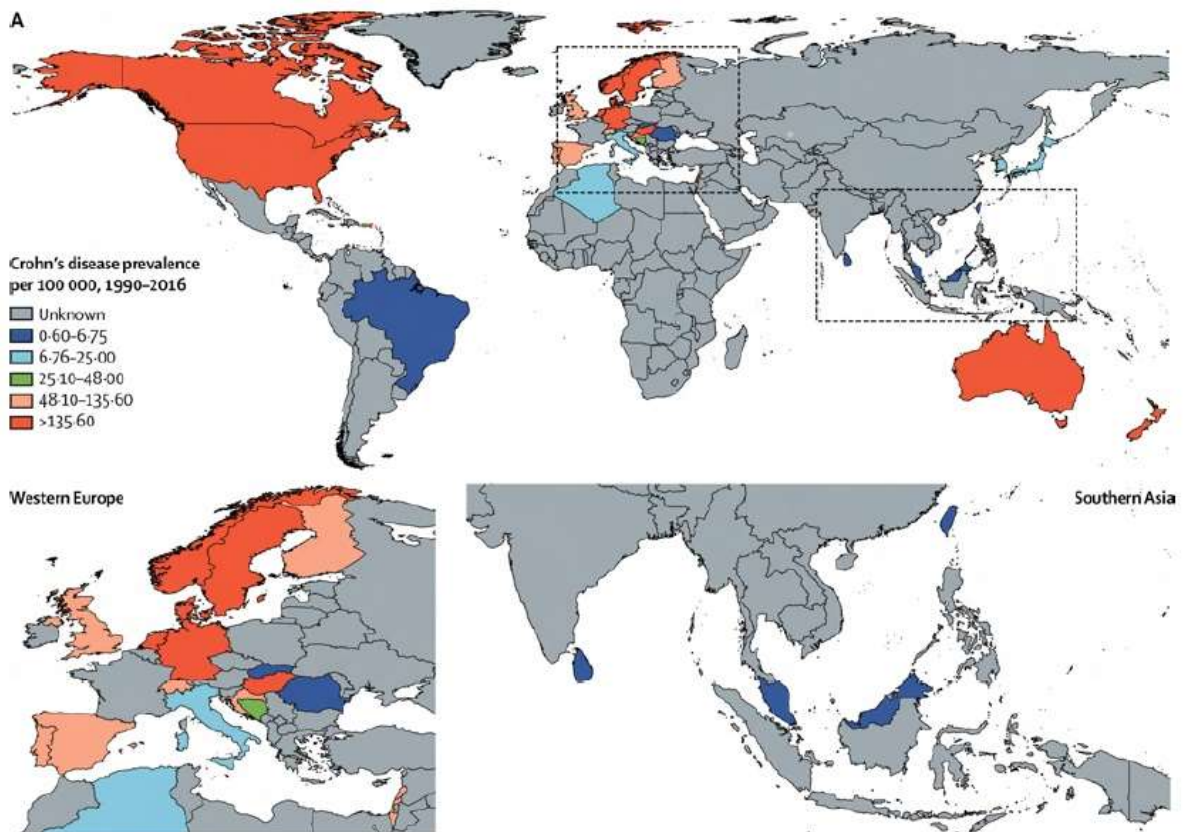 A
Crohn's disease prevalence
per 100 000, 1990–2016
Unknown
0·60–6·75
6·76–25·00
25·10–48·00
48·10–135·60
>135·60
Western Europe
Southern Asia